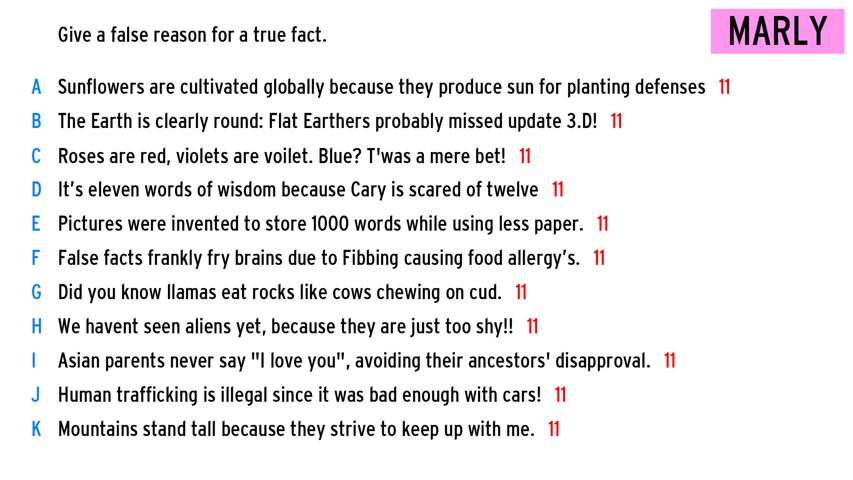 Give a false reason for a true fact.
MARLY
A Sunflowers are cultivated globally because they produce sun for planting defenses 11
B The Earth is clearly round: Flat Earthers probably missed update 3.D! 11
C Roses are red, violets are voilet. Blue? T'was a mere bet! 11
D It's eleven words of wisdom because Cary is scared of twelve 11
E Pictures were invented to store 1000 words while using less paper. 11
F False facts frankly fry brains due to Fibbing causing food allergy's. 11
G Did you know llamas eat rocks like cows chewing on cud. 11
H We havent seen aliens yet, because they are just too shy!! 11
I Asian parents never say "I love you", avoiding their ancestors' disapproval. 11
J Human trafficking is illegal since it was bad enough with cars! 11
K Mountains stand tall because they strive to keep up with me. 11